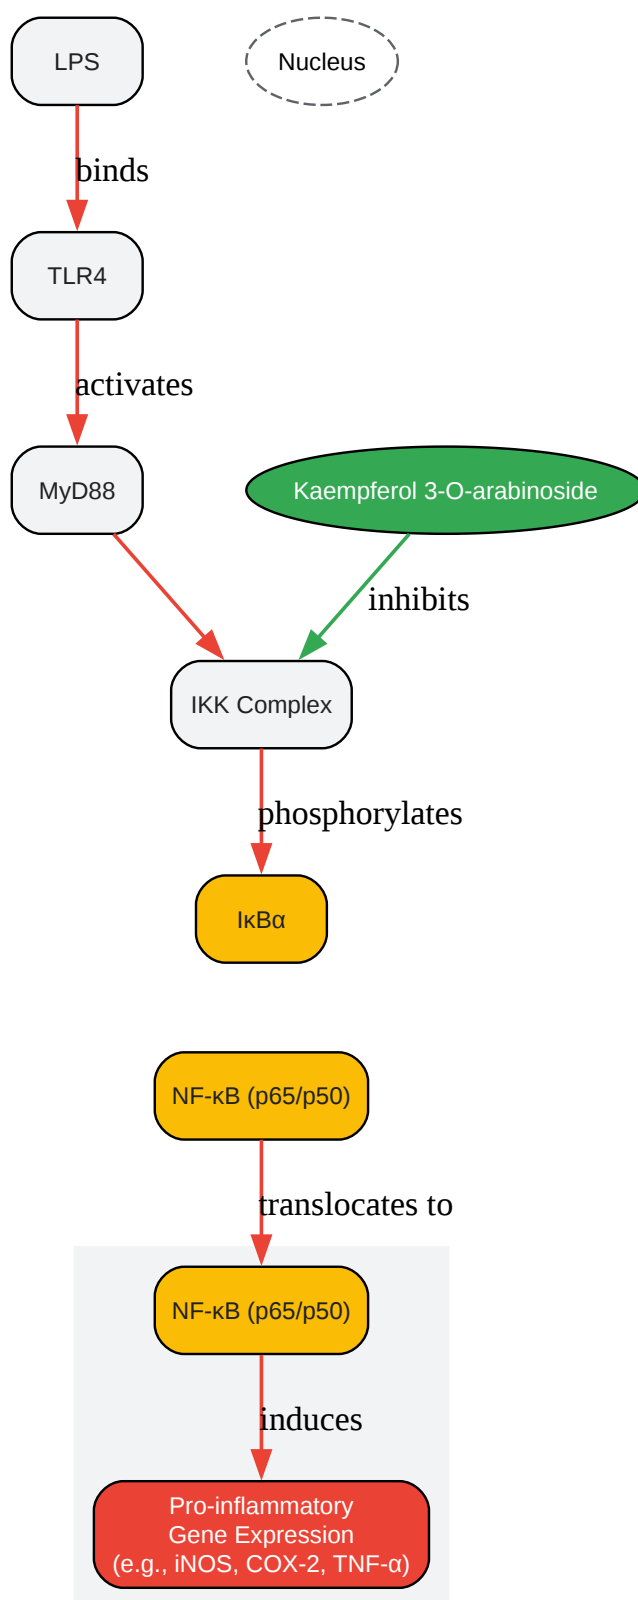 LPS
Nucleus
binds
TLR4
activates
MyD88
Kaempferol 3-O-arabinoside
inhibits
IKK Complex
phosphorylates
IκBα
NF-κB (p65/p50)
translocates to
NF-κB (p65/p50)
induces
Pro-inflammatory
Gene Expression
(e.g., iNOS, COX-2, TNF-α)